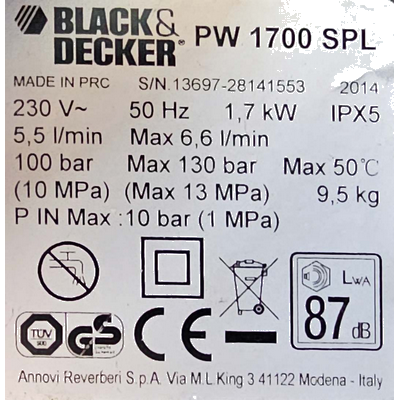 BLACK&
DECKER® PW 1700 SPL
MADE IN PRC S/N.13697-28141553 2014
230 V~ 50 Hz 1,7 kW IPX5
5,5 l/min Max 6,6 l/min
100 bar Max 130 bar Max 50°C
(10 MPa) (Max 13 MPa) 9,5 kg
P IN Max :10 bar (1 MPa)
LWA
87 dB
TÜV GS CE
Annovi Reverberi S.p.A. Via M.L.King 3 41122 Modena - Italy